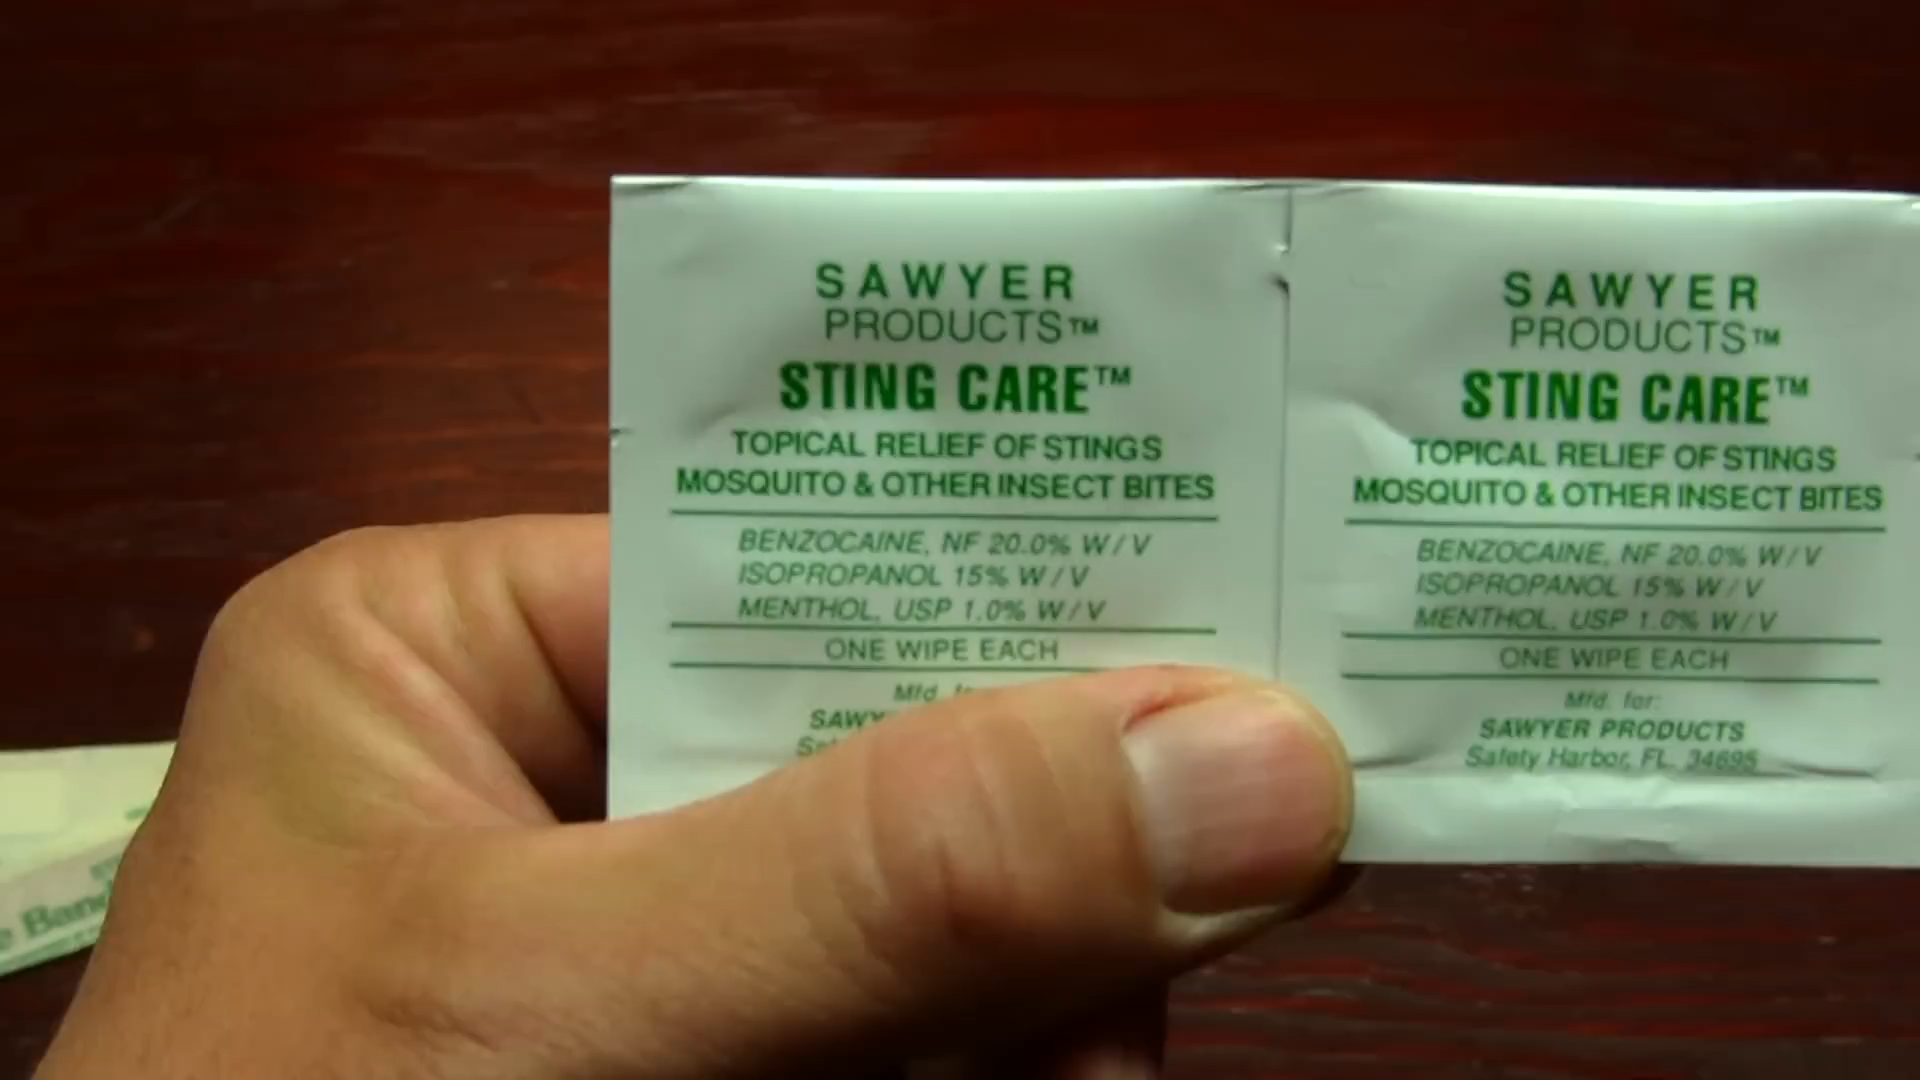 SAWYER
PRODUCTS™
STING CARE™
TOPICAL RELIEF OF STINGS
MOSQUITO & OTHER INSECT BITES
BENZOCAINE, NF 20.0% W/V
ISOPROPANOL 15% W/V
MENTHOL, USP 1.0% W/V
ONE WIPE EACH
Mfd.
SAWYER
PRODUCTS™
STING CARE™
TOPICAL RELIEF OF STINGS
MOSQUITO & OTHER INSECT BITES
BENZOCAINE, NF 20.0% W/V
ISOPROPANOL 15% W/V
MENTHOL, USP 1.0% W/V
ONE WIPE EACH
Mfd. for:
SAWYER PRODUCTS
Safety Harbor, FL. 34695